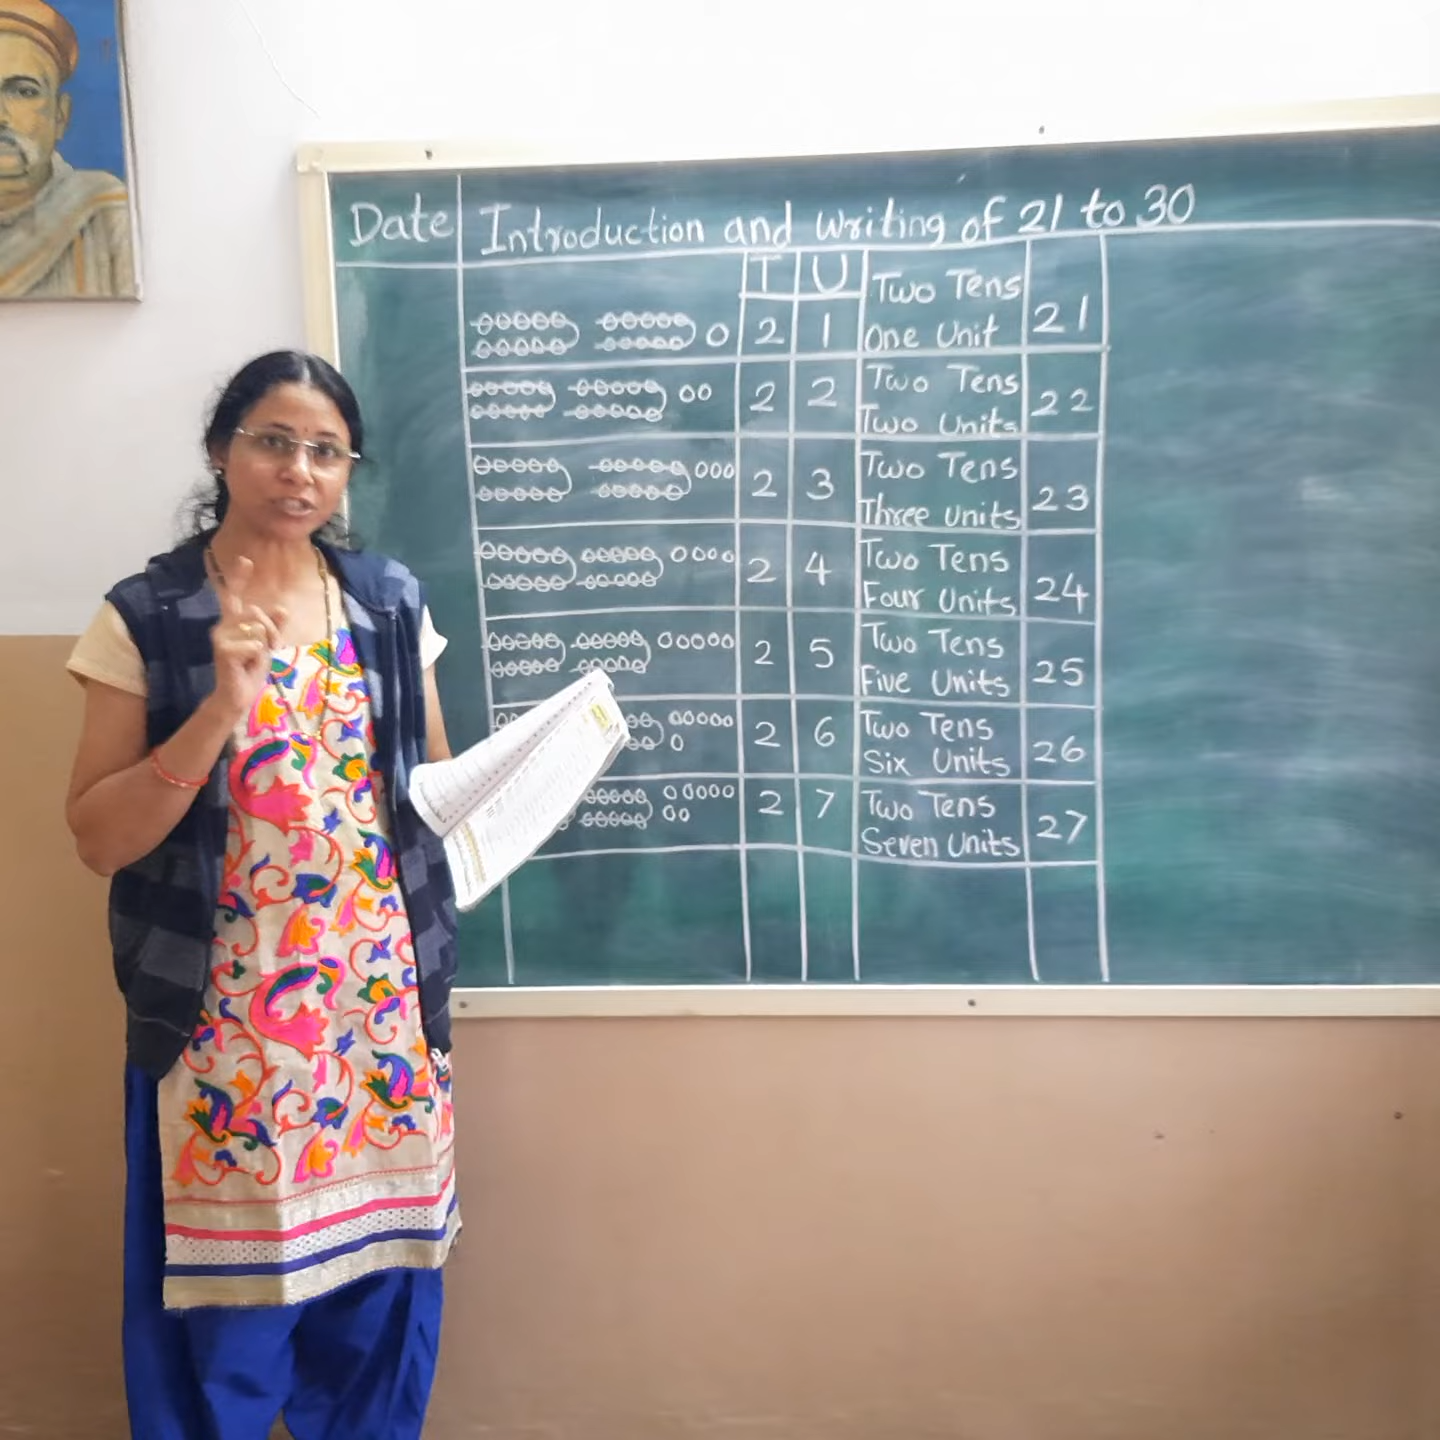 Date Introduction and writing of 21 to 30
T U
Two Tens
2 1 One Unit 21
Two Tens
2 2 Two Units 22
Two Tens
2 3 Three units 23
Two Tens
2 4 Four Units 24
Two Tens
2 5 Five Units 25
Two Tens
2 6 Six Units 26
Two Tens
2 7 Seven Units 27